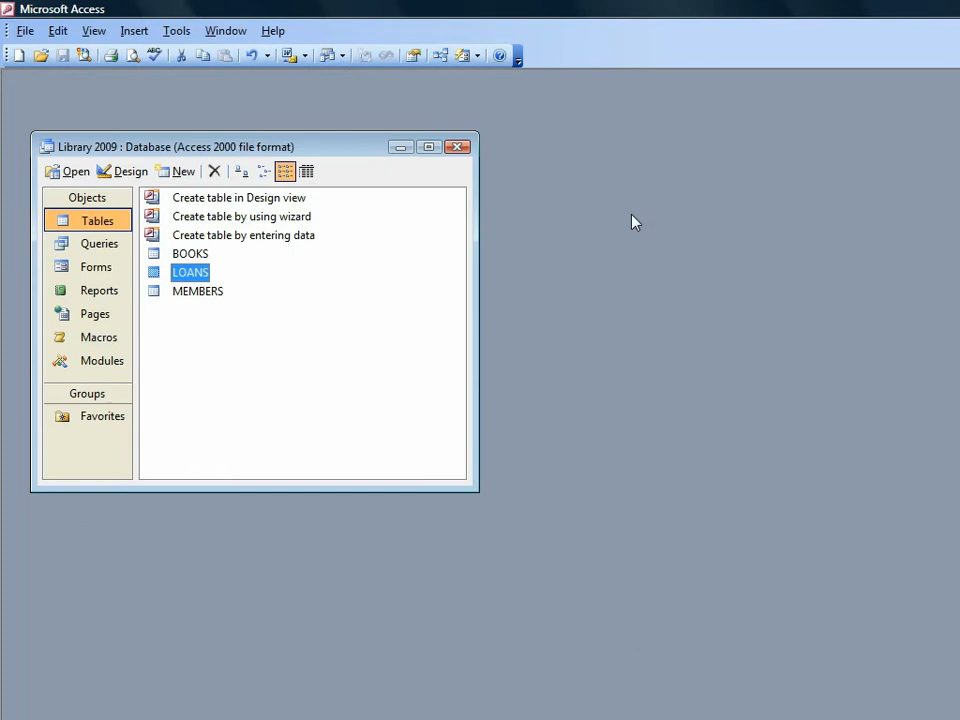 Microsoft Access
File Edit View Insert Tools Window Help
Library 2009 : Database (Access 2000 file format)
Open Design New
Objects
Tables
Queries
Forms
Reports
Pages
Macros
Modules
Groups
Favorites
Create table in Design view
Create table by using wizard
Create table by entering data
BOOKS
LOANS
MEMBERS